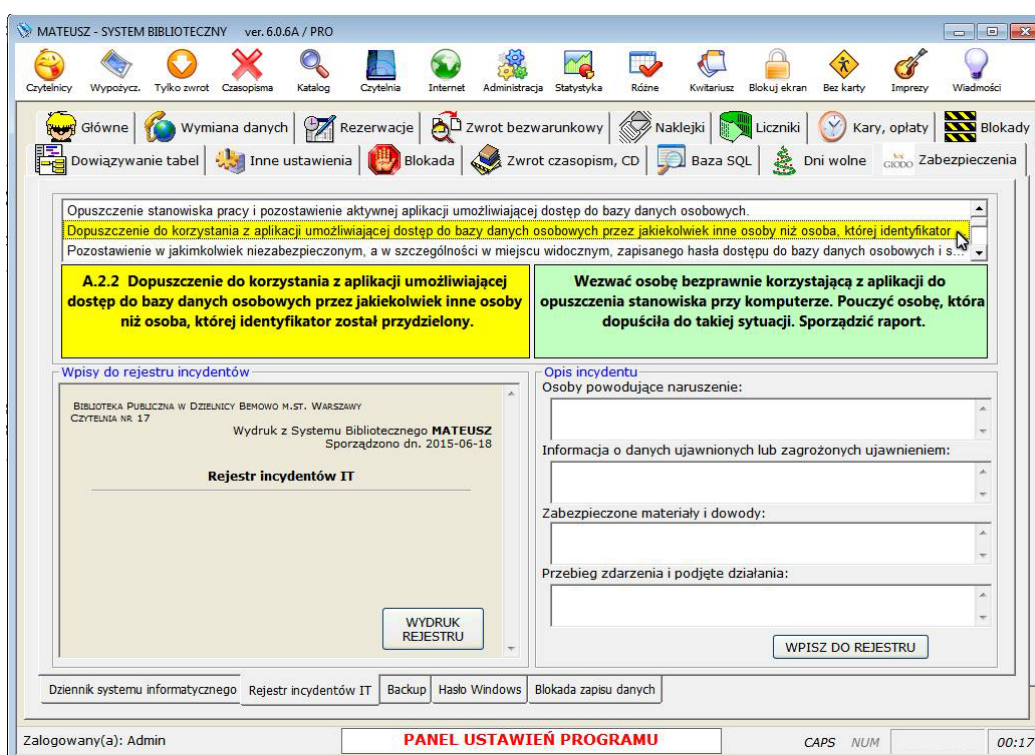 MATEUSZ - SYSTEM BIBLIOTECZNY ver. 6.0.6A / PRO
Czytelnicy Wypożycz. Tylko zwrot Czasopisma Katalog Czytelnia Internet Administracja Statystyka Różne Kwitariusz Blokuj ekran Bez karty Imprezy Wiadmości
Główne Wymiana danych Rezerwacje Zwrot bezwarunkowy Naklejki Liczniki Kary, opłaty Blokady
Dowiązywanie tabel Inne ustawienia Blokada Zwrot czasopism, CD Baza SQL Dni wolne GIODO Zabezpieczenia
Opuszczenie stanowiska pracy i pozostawienie aktywnej aplikacji umożliwiającej dostęp do bazy danych osobowych.
Dopuszczenie do korzystania z aplikacji umożliwiającej dostęp do bazy danych osobowych przez jakiekolwiek inne osoby niż osoba, której identyfikator
Pozostawienie w jakimkolwiek niezabezpieczonym, a w szczególności w miejscu widocznym, zapisanego hasła dostępu do bazy danych osobowych i s...
A.2.2 Dopuszczenie do korzystania z aplikacji umożliwiającej
dostęp do bazy danych osobowych przez jakiekolwiek inne osoby
niż osoba, której identyfikator został przydzielony.
Wezwać osobę bezprawnie korzystającą z aplikacji do
opuszczenia stanowiska przy komputerze. Pouczyć osobę, która
dopuściła do takiej sytuacji. Sporządzić raport.
Wpisy do rejestru incydentów
BIBLIOTEKA PUBLICZNA W DZIELNICY BEMOWO M.ST. WARSZAWY
CZYTELNIA NR 17
Wydruk z Systemu Bibliotecznego MATEUSZ
Sporządzono dn. 2015-06-18
Rejestr incydentów IT
WYDRUK
REJESTRU
Opis incydentu
Osoby powodujące naruszenie:
Informacja o danych ujawnionych lub zagrożonych ujawnieniem:
Zabezpieczone materiały i dowody:
Przebieg zdarzenia i podjęte działania:
WPISZ DO REJESTRU
Dziennik systemu informatycznego Rejestr incydentów IT Backup Hasło Windows Blokada zapisu danych
Zalogowany(a): Admin PANEL USTAWIEŃ PROGRAMU CAPS NUM 00:17